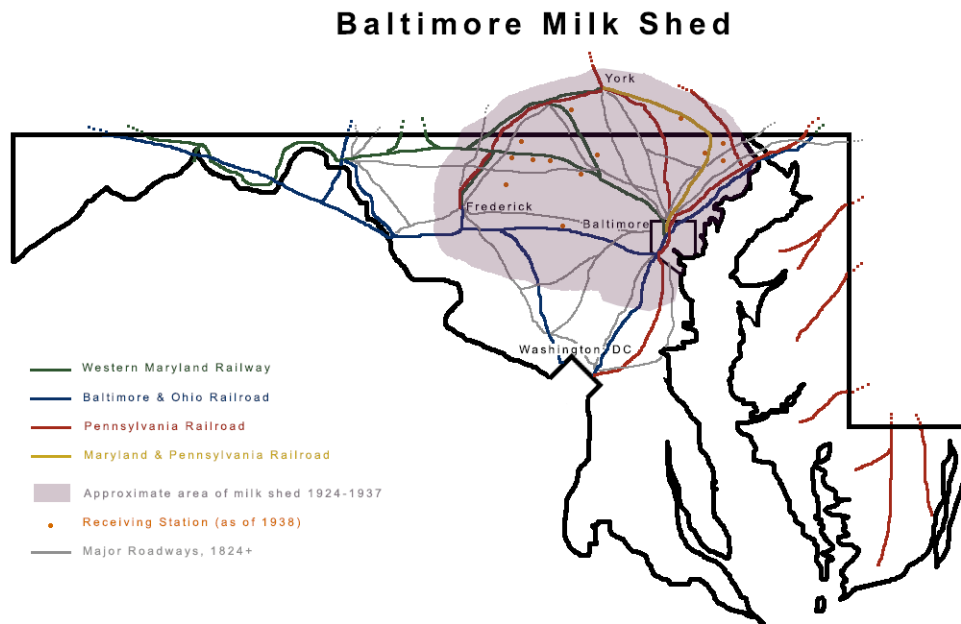 Baltimore Milk Shed
York
Frederick
Baltimore
Washington, DC
Western Maryland Railway
Baltimore & Ohio Railroad
Pennsylvania Railroad
Maryland & Pennsylvania Railroad
Approximate area of milk shed 1924-1937
Receiving Station (as of 1938)
Major Roadways, 1824+